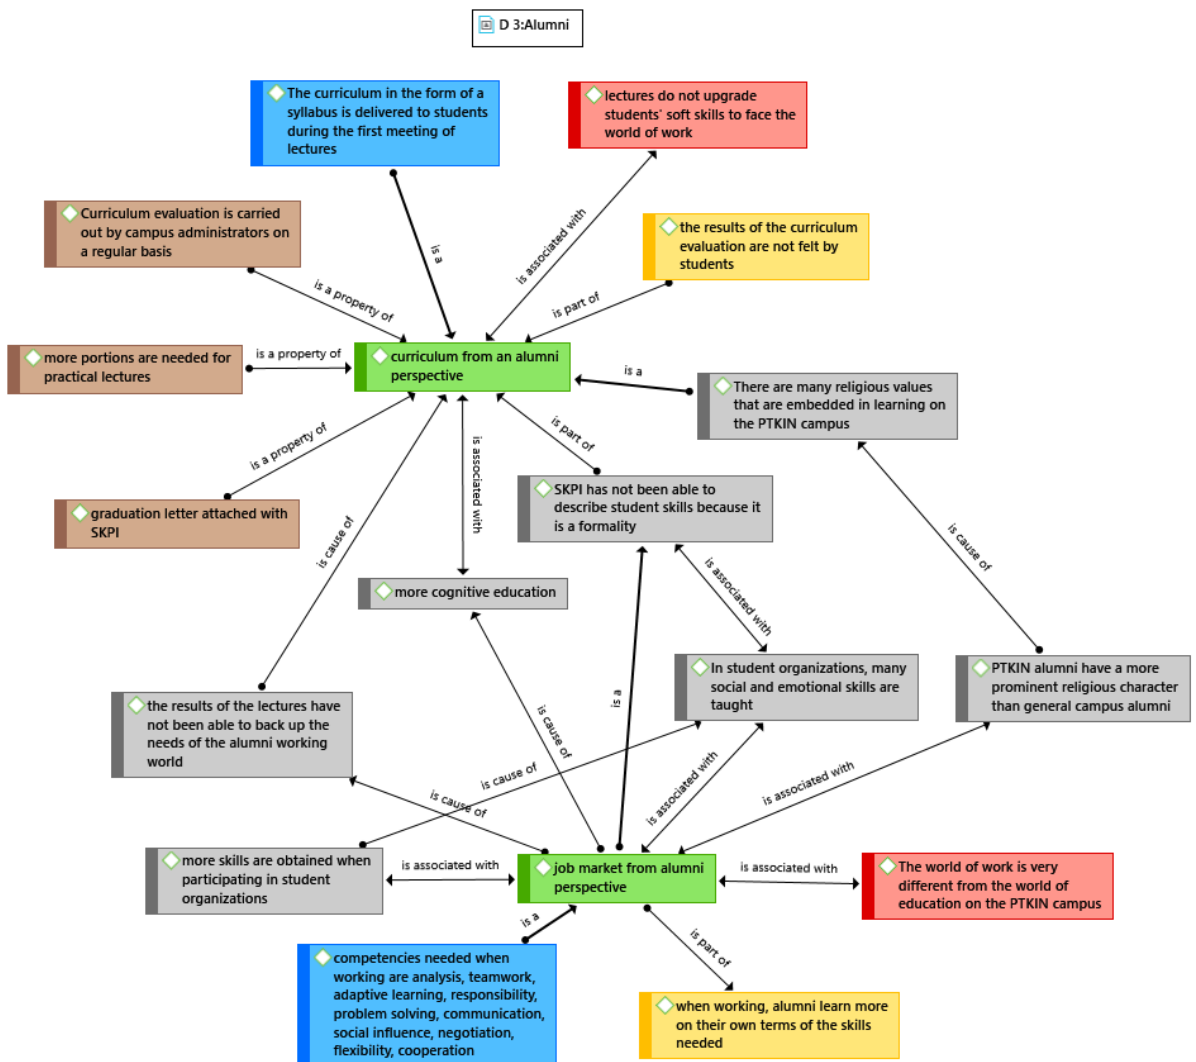 D 3:Alumni
The curriculum in the form of a
syllabus is delivered to students
during the first meeting of
lectures
lectures do not upgrade
students' soft skills to face the
world of work
Curriculum evaluation is carried
out by campus administrators on
a regular basis
the results of the curriculum
evaluation are not felt by
students
is a
is associated with
is a property of
is part of
more portions are needed for
practical lectures
is a property of
curriculum from an alumni
perspective
is a
There are many religious values
that are embedded in learning on
the PTKIN campus
is a property of
is associated with
is part of
graduation letter attached with
SKPI
SKPI has not been able to
describe student skills because it
is a formality
is cause of
is cause of
more cognitive education
is associated with
the results of the lectures have
not been able to back up the
needs of the alumni working
world
is a
In student organizations, many
social and emotional skills are
taught
PTKIN alumni have a more
prominent religious character
than general campus alumni
is cause of
is cause of
is cause of
is associated with
is associated with
more skills are obtained when
participating in student
organizations
is associated with
job market from alumni
perspective
is associated with
The world of work is very
different from the world of
education on the PTKIN campus
is a
is part of
competencies needed when
working are analysis, teamwork,
adaptive learning, responsibility,
problem solving, communication,
social influence, negotiation,
flexibility, cooperation
when working, alumni learn more
on their own terms of the skills
needed